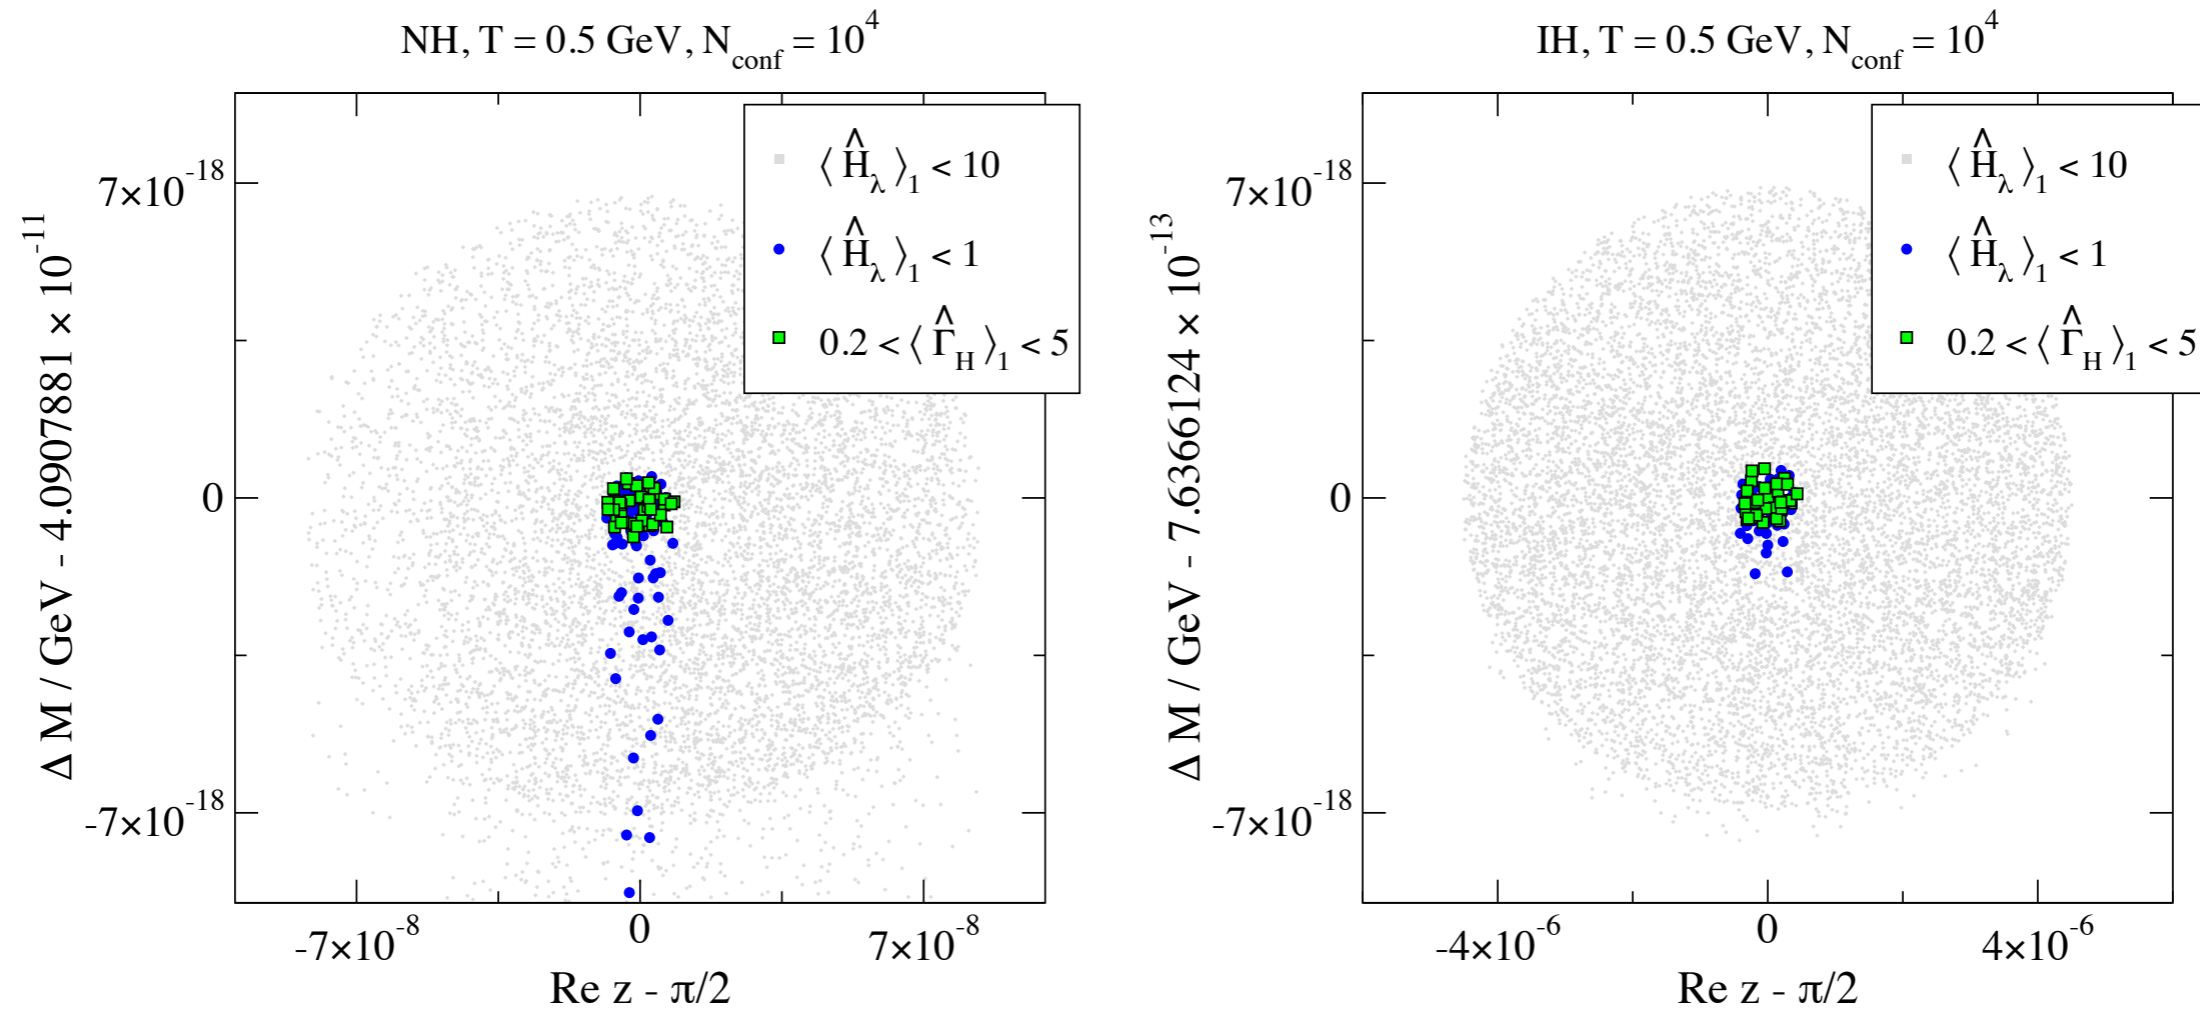 NH, T = 0.5 GeV, N_conf = 10^4
Δ M / GeV - 4.0907881 × 10^-11
7×10^-18
0
-7×10^-18
⟨ Ĥ_λ ⟩_1 < 10
⟨ Ĥ_λ ⟩_1 < 1
0.2 < ⟨ Γ̂_H ⟩_1 < 5
-7×10^-8
0
7×10^-8
Re z - π/2
IH, T = 0.5 GeV, N_conf = 10^4
Δ M / GeV - 7.6366124 × 10^-13
7×10^-18
0
-7×10^-18
⟨ Ĥ_λ ⟩_1 < 10
⟨ Ĥ_λ ⟩_1 < 1
0.2 < ⟨ Γ̂_H ⟩_1 < 5
-4×10^-6
0
4×10^-6
Re z - π/2